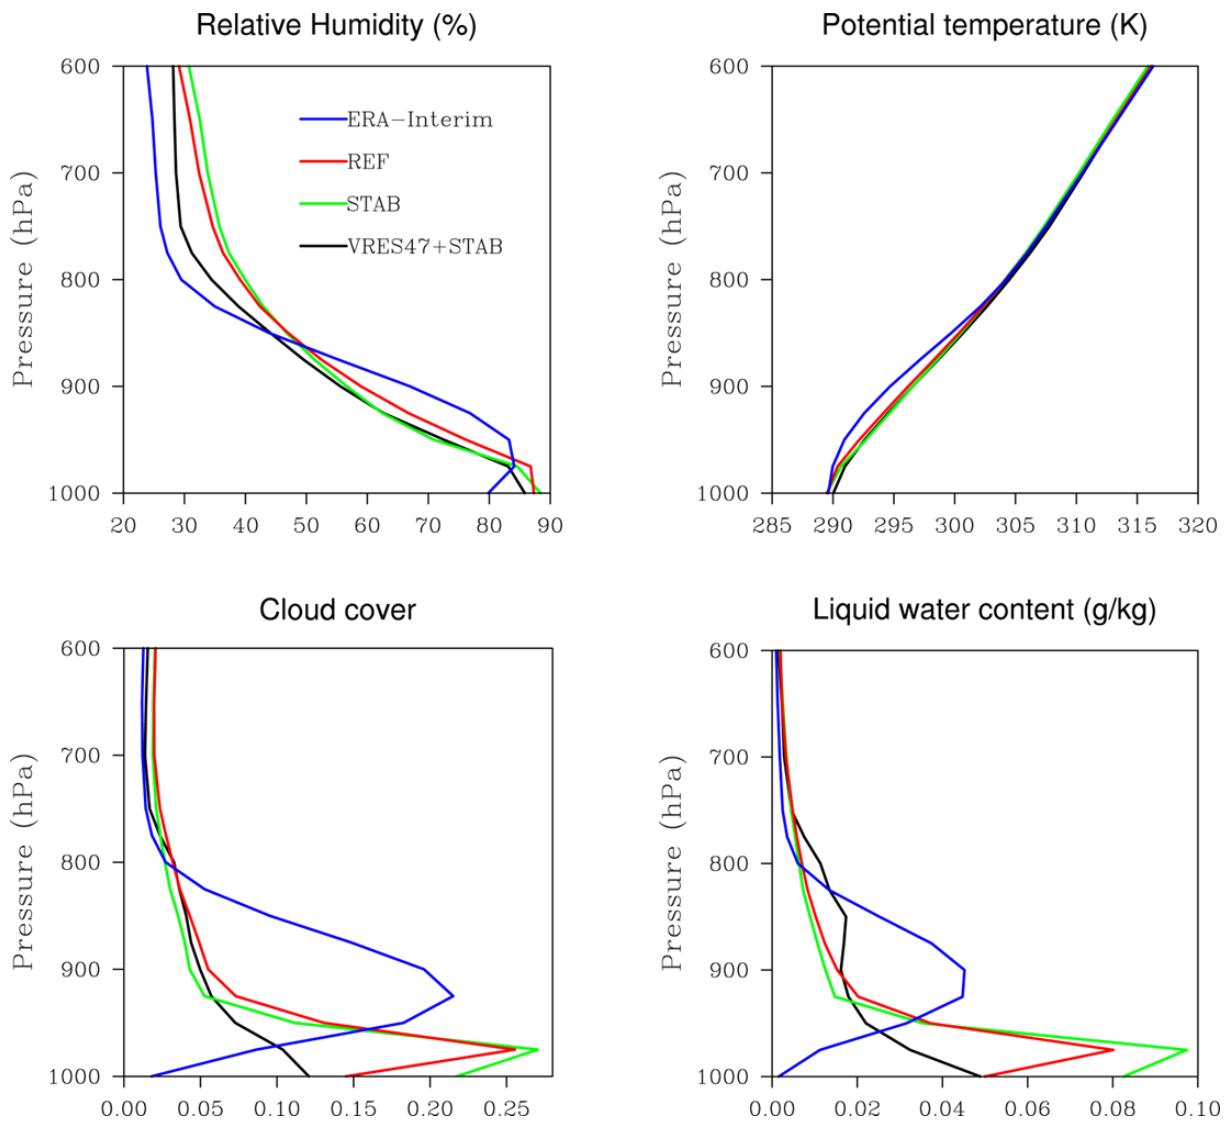 Relative Humidity (%)
600
700
800
900
1000
Pressure (hPa)
ERA-Interim
REF
STAB
VRES47+STAB
20 30 40 50 60 70 80 90
Potential temperature (K)
600
700
800
900
1000
Pressure (hPa)
285 290 295 300 305 310 315 320
Cloud cover
600
700
800
900
1000
Pressure (hPa)
0.00 0.05 0.10 0.15 0.20 0.25
Liquid water content (g/kg)
600
700
800
900
1000
Pressure (hPa)
0.00 0.02 0.04 0.06 0.08 0.10